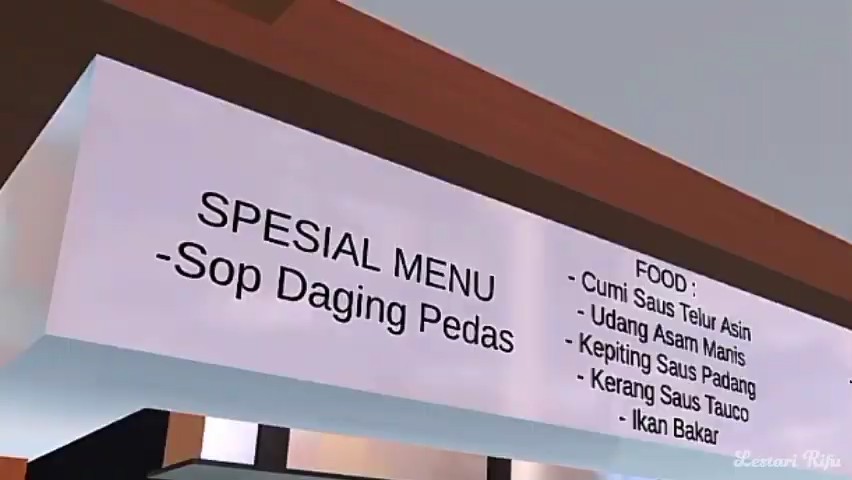 SPESIAL MENU
-Sop Daging Pedas
FOOD :
- Cumi Saus Telur Asin
- Udang Asam Manis
- Kepiting Saus Padang
- Kerang Saus Tauco
- Ikan Bakar
Lestari Rifu